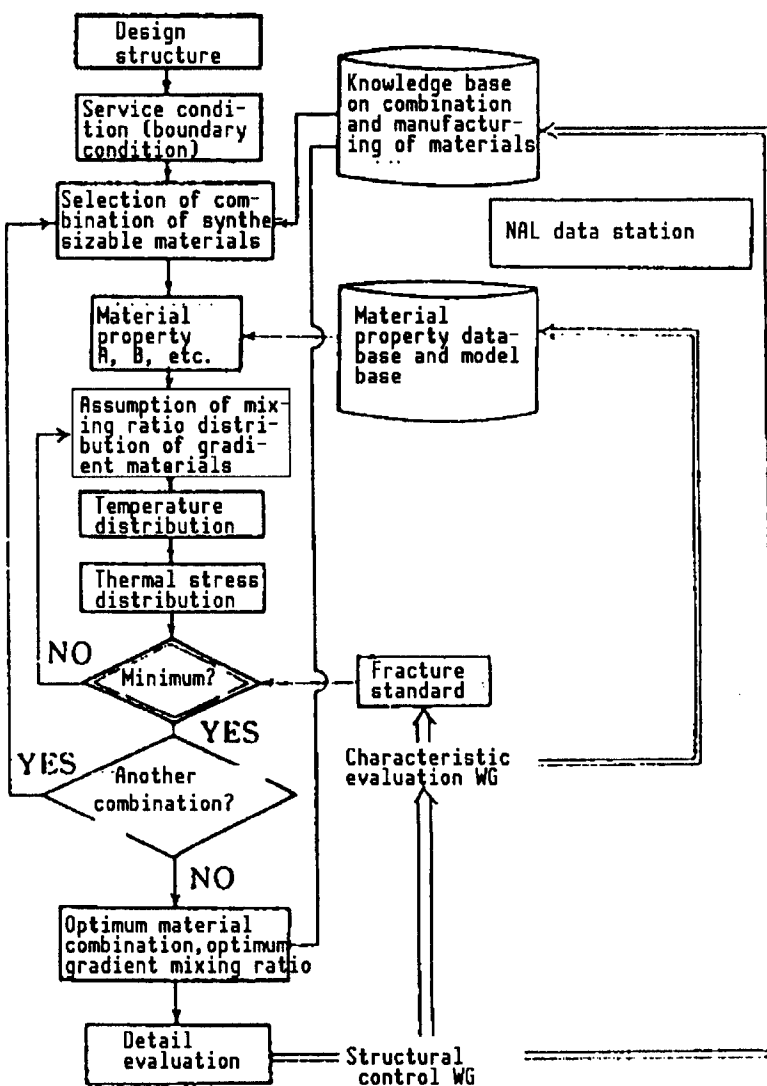 Design
structure
Service condi-
tion (boundary
condition)
Selection of com-
bination of synthe-
sizable materials
Material
property
A, B, etc.
Assumption of mix-
ing ratio distri-
bution of gradi-
ent materials
Temperature
distribution
Thermal stress
distribution
NO
Minimum?
YES
YES
Another
combination?
NO
Optimum material
combination, optimum
gradient mixing ratio
Detail
evaluation
Knowledge base
on combination
and manufactur-
ing of materials
NAL data station
Material
property data-
base and model
base
Fracture
standard
Characteristic
evaluation WG
Structural
control WG